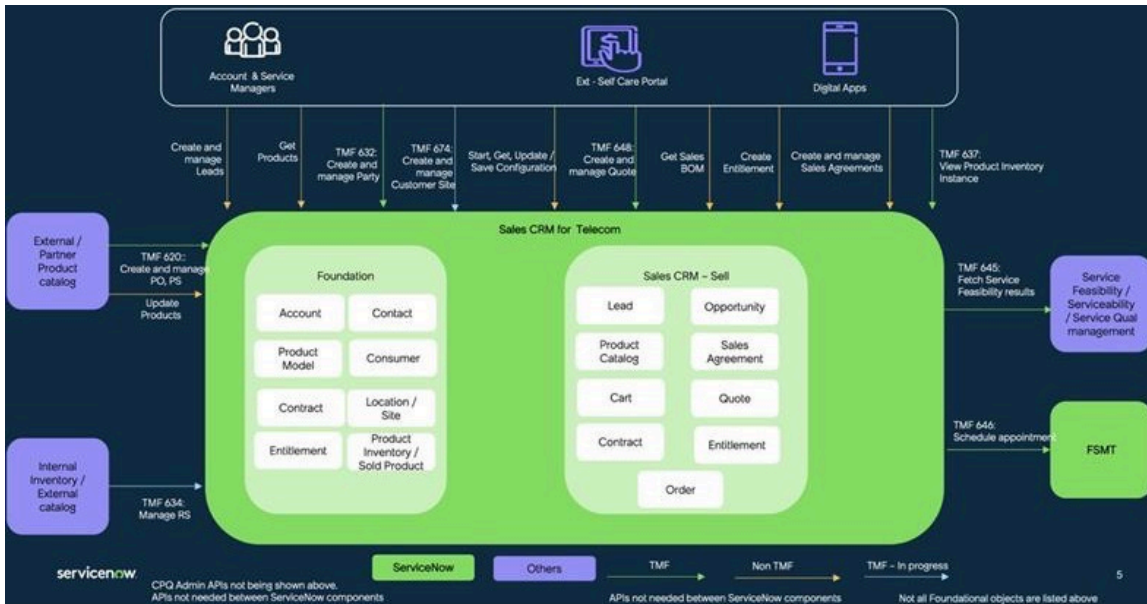 Account & Service
Managers
Ext - Self Care Portal
Digital Apps
Create and
manage
Leads
Get
Products
TMF 632:
Create and
manage Party
TMF 674:
Create and
manage
Customer Site
Start, Get, Update /
Save Configuration
TMF 648:
Create and
manage Quote
Get Sales
BOM
Create
Entitlement
Create and manage
Sales Agreements
TMF 637:
View Product Inventory
Instance
External /
Partner
Product
catalog
TMF 620::
Create and manage
PO, PS
Update
Products
Internal
Inventory /
External
catalog
TMF 634:
Manage RS
Sales CRM for Telecom
Foundation
Account
Contact
Product
Model
Consumer
Contract
Location /
Site
Entitlement
Product
Inventory /
Sold Product
Sales CRM – Sell
Lead
Opportunity
Product
Catalog
Sales
Agreement
Cart
Quote
Contract
Entitlement
Order
TMF 645:
Fetch Service
Feasibility results
Service
Feasibility /
Serviceability
/ Service Qual
management
TMF 646:
Schedule appointment
FSMT
servicenow
CPQ Admin APIs not being shown above.
APIs not needed between ServiceNow components
ServiceNow
Others
TMF
Non TMF
TMF – In progress
APIs not needed between ServiceNow components
Not all Foundational objects are listed above
5